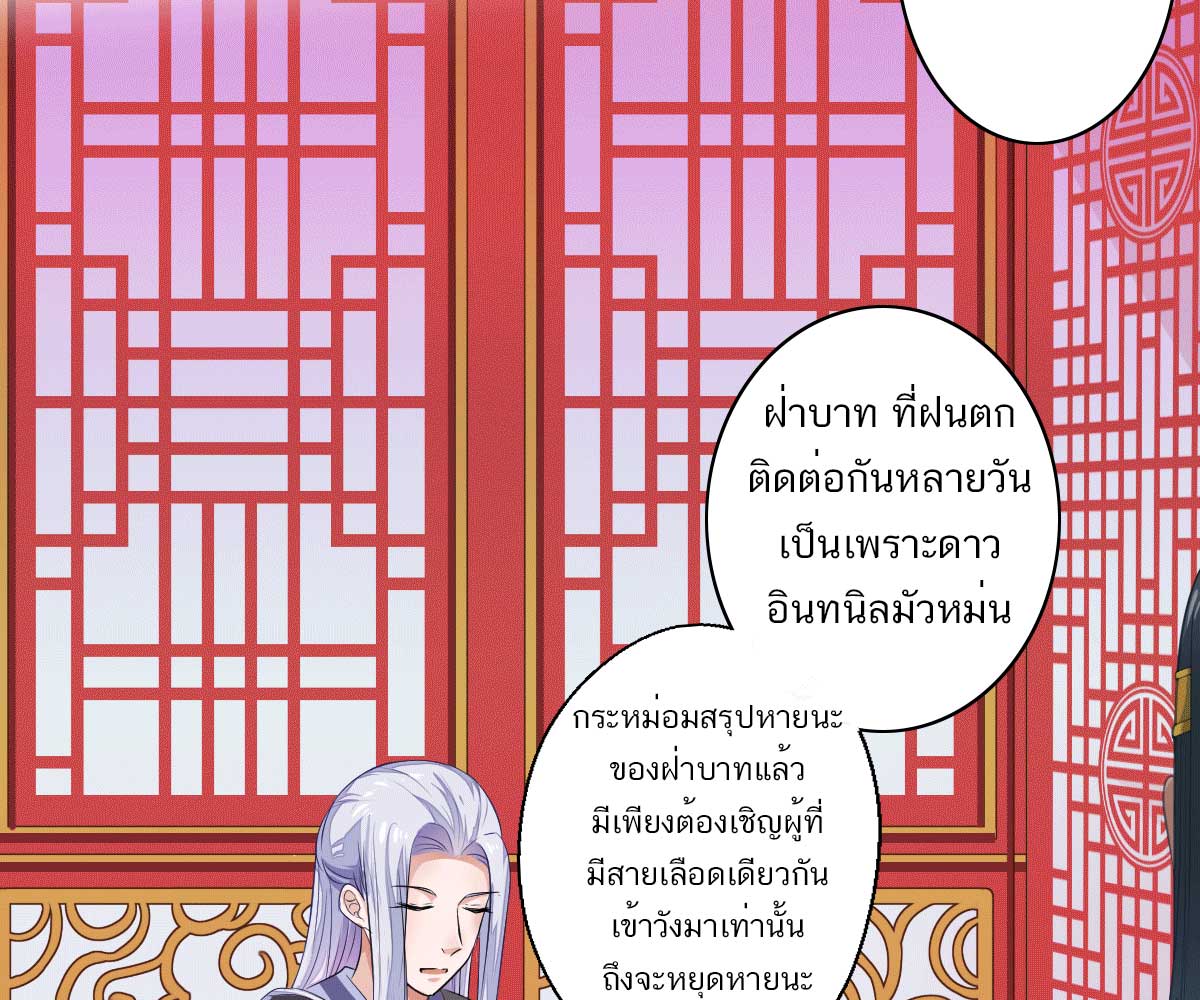 ฝ่าบาท ที่ฝนตก
ติดต่อกันหลายวัน
เป็นเพราะดาว
อินทนิลมัวหม่น
กระหม่อมสรุปหายนะ
ของฝ่าบาทแล้ว
มีเพียงต้องเชิญผู้ที่
มีสายเลือดเดียวกัน
เข้าวังมาเท่านั้น
ถึงจะหยุดหายนะ